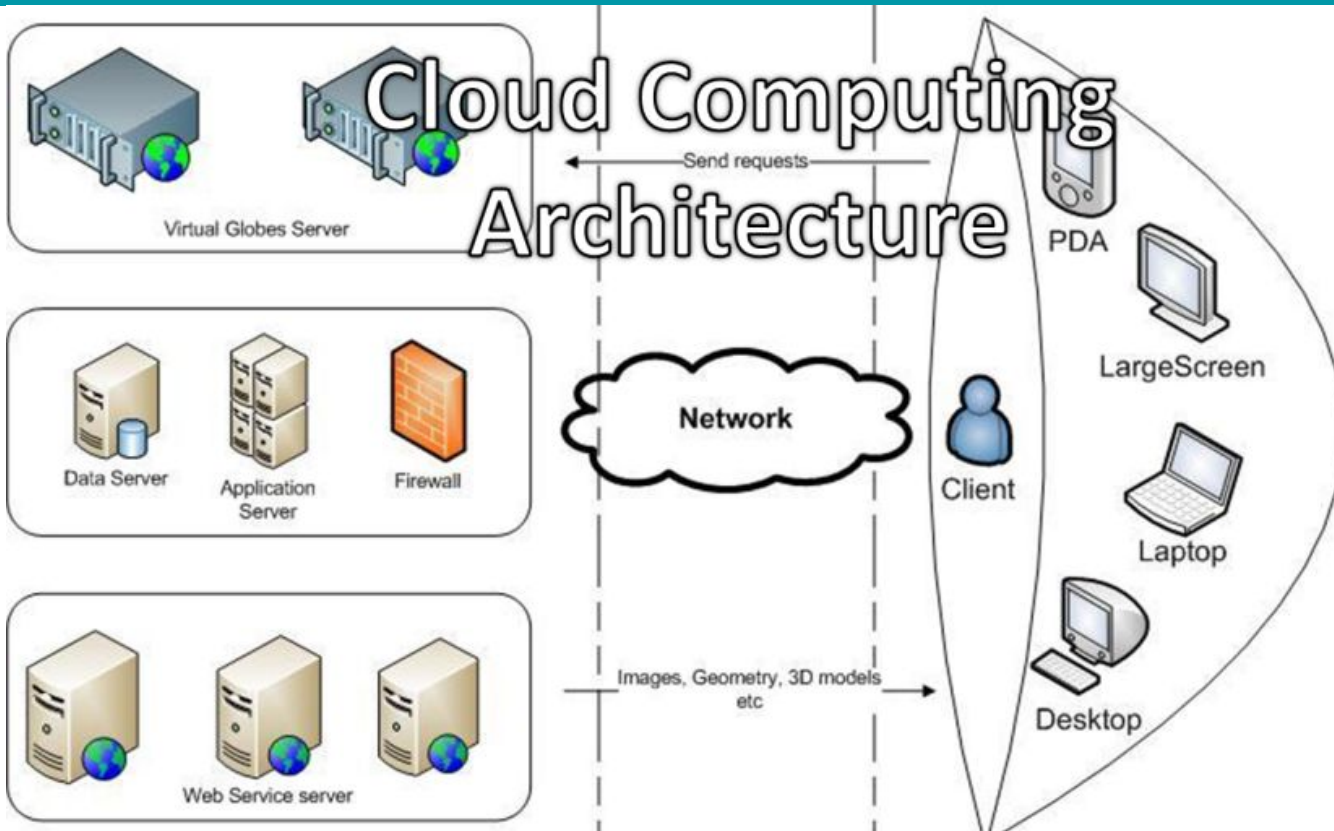 Cloud Computing
Architecture
Send requests
Virtual Globes Server
PDA
LargeScreen
Data Server
Application
Server
Firewall
Network
Client
Laptop
Images, Geometry, 3D models
etc
Desktop
Web Service server